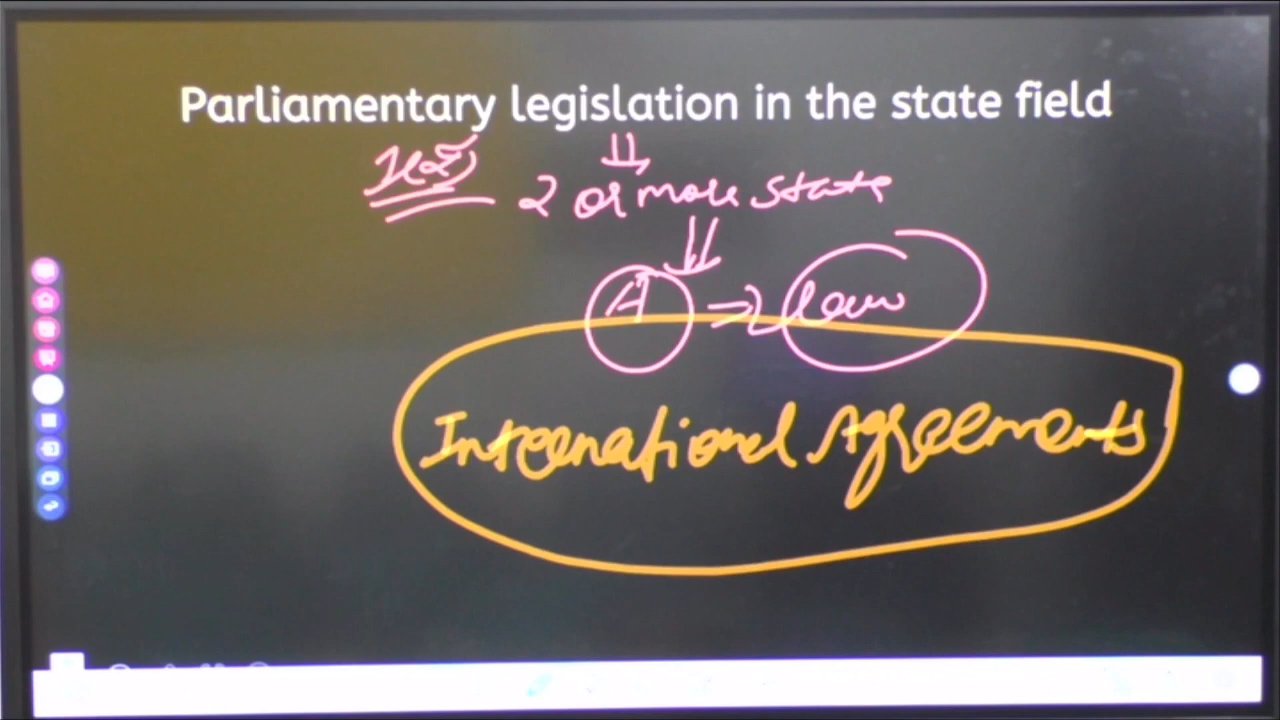 Parliamentary legislation in the state field
2 or more state
A ⇒ law
International Agreements